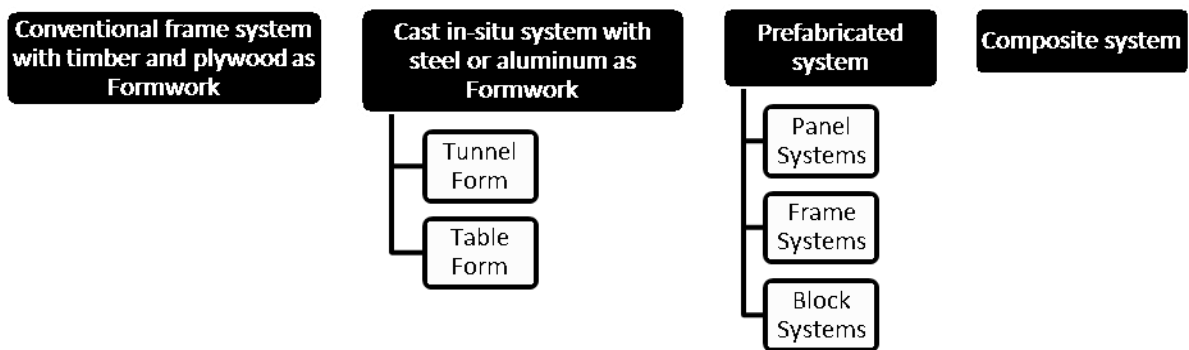 Conventional frame system
with timber and plywood as
Formwork
Cast in-situ system with
steel or aluminum as
Formwork
Tunnel
Form
Table
Form
Prefabricated
system
Panel
Systems
Frame
Systems
Block
Systems
Composite system